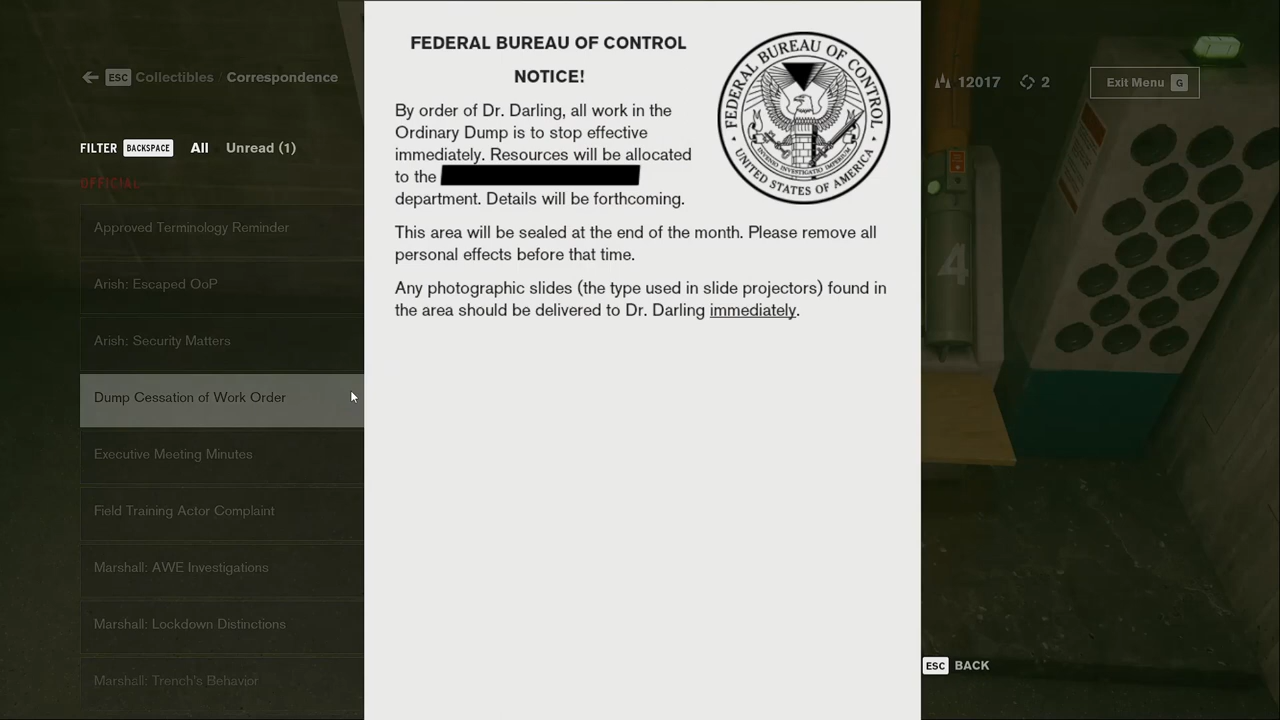 ESC Collectibles / Correspondence
FILTER BACKSPACE All Unread (1)
OFFICIAL
Approved Terminology Reminder
Arish: Escaped OoP
Arish: Security Matters
Dump Cessation of Work Order
Executive Meeting Minutes
Field Training Actor Complaint
Marshall: AWE Investigations
Marshall: Lockdown Distinctions
Marshall: Trench's Behavior
FEDERAL BUREAU OF CONTROL
NOTICE!
By order of Dr. Darling, all work in the
Ordinary Dump is to stop effective
immediately. Resources will be allocated
to the
department. Details will be forthcoming.
This area will be sealed at the end of the month. Please remove all
personal effects before that time.
Any photographic slides (the type used in slide projectors) found in
the area should be delivered to Dr. Darling immediately.
FEDERAL BUREAU OF CONTROL
UNITED STATES OF AMERICA
12017 2
Exit Menu G
4
ESC BACK